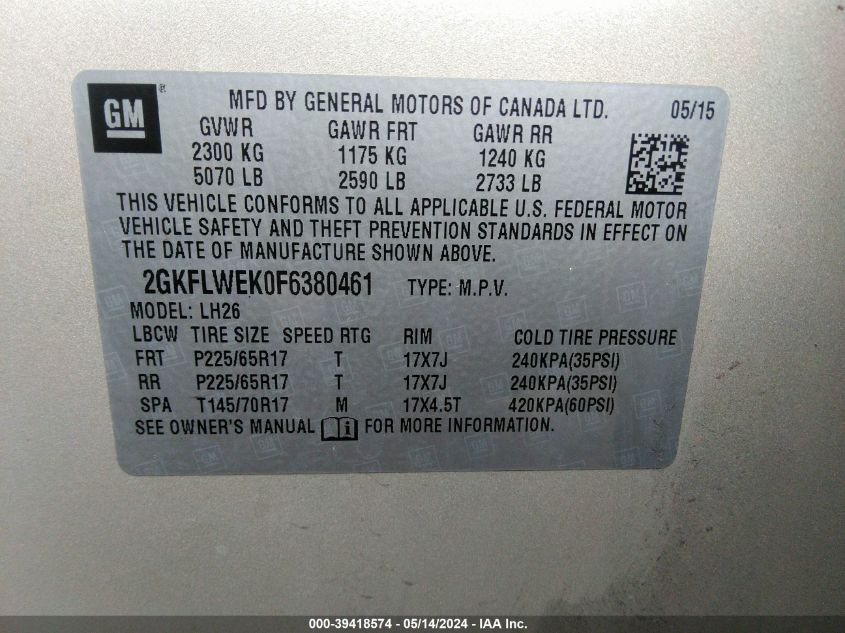 GM®
MFD BY GENERAL MOTORS OF CANADA LTD. 05/15
GVWR GAWR FRT GAWR RR
2300 KG 1175 KG 1240 KG
5070 LB 2590 LB 2733 LB
THIS VEHICLE CONFORMS TO ALL APPLICABLE U.S. FEDERAL MOTOR
VEHICLE SAFETY AND THEFT PREVENTION STANDARDS IN EFFECT ON
THE DATE OF MANUFACTURE SHOWN ABOVE.
2GKFLWEK0F6380461 TYPE: M.P.V.
MODEL: LH26
LBCW TIRE SIZE SPEED RTG RIM COLD TIRE PRESSURE
FRT P225/65R17 T 17X7J 240KPA(35PSI)
RR P225/65R17 T 17X7J 240KPA(35PSI)
SPA T145/70R17 M 17X4.5T 420KPA(60PSI)
SEE OWNER'S MANUAL i FOR MORE INFORMATION.
000-39418574 - 05/14/2024 - IAA Inc.